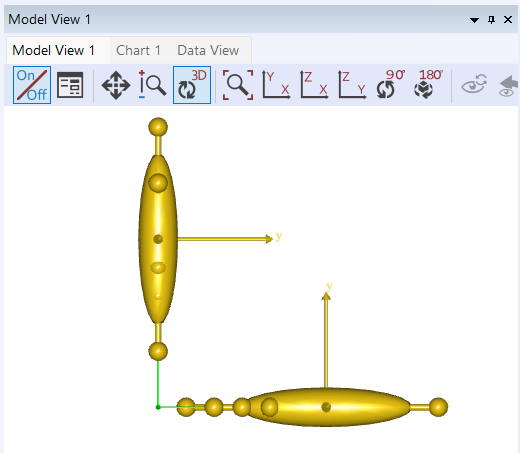 Model View 1
Model View 1 Chart 1 Data View
On/Off 3D Y X Z X Z Y 90° 180°
y
y